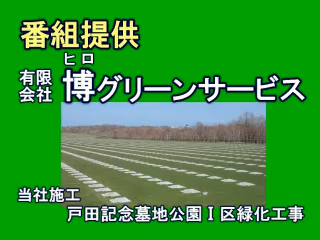 番組提供
ヒロ
有限会社 博グリーンサービス
当社施工
戸田記念墓地公園Ⅰ区緑化工事